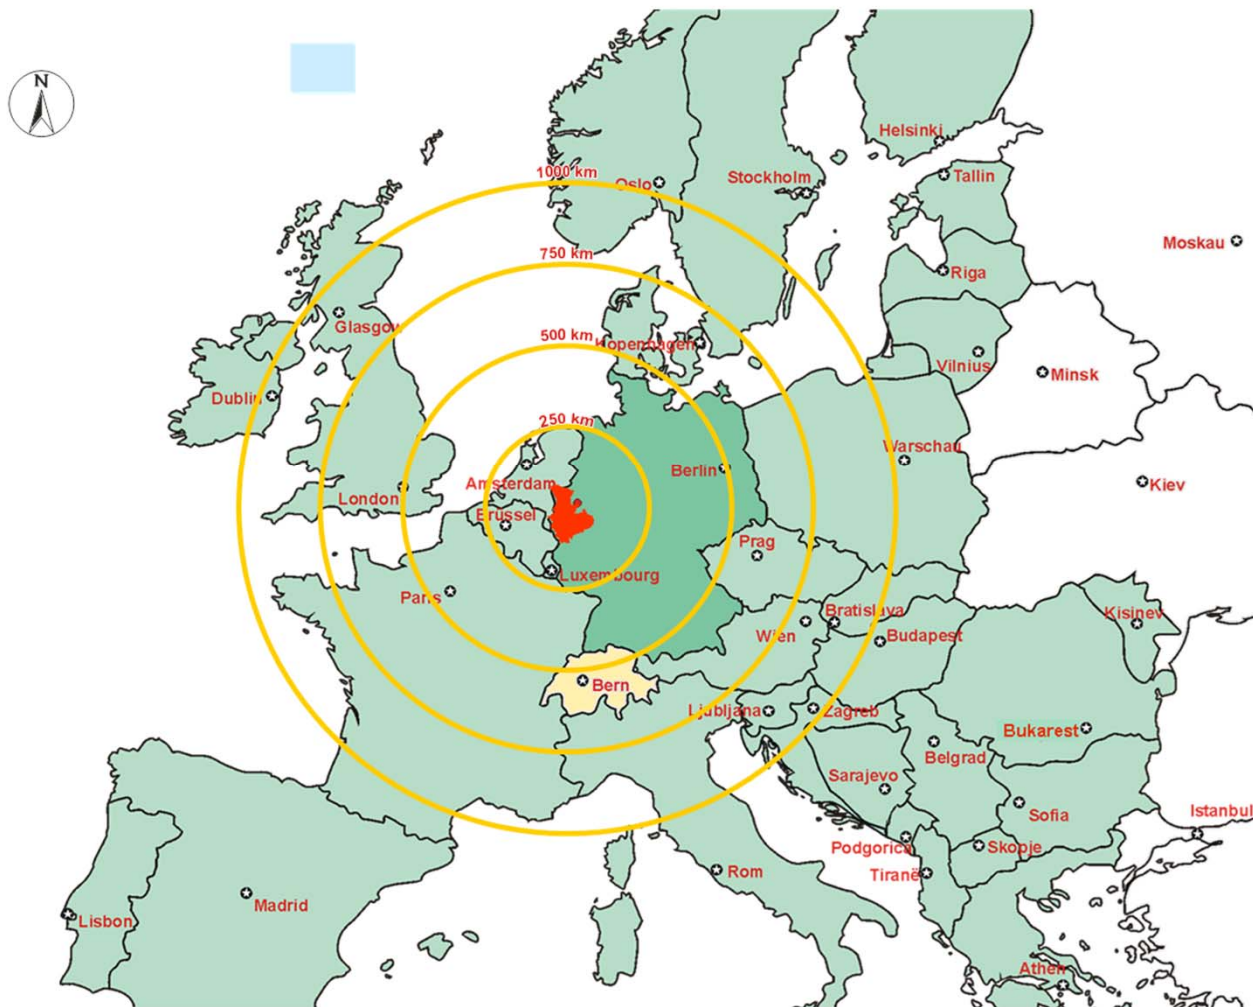 N
Helsinki
1000 km
Oslo
Stockholm
Tallin
Moskau
750 km
Riga
Glasgow
500 km
Kopenhagen
Vilnius
Minsk
Dublin
250 km
Warschau
Berlin
Amsterdam
Kiev
London
Brüssel
Prag
Luxembourg
Paris
Bratislava
Kisinev
Wien
Budapest
Bern
Ljubljana
Zagreb
Bukarest
Belgrad
Sarajevo
Istanbul
Sofia
Podgorica
Skopje
Rom
Tiranë
Madrid
Lisbon
Athen